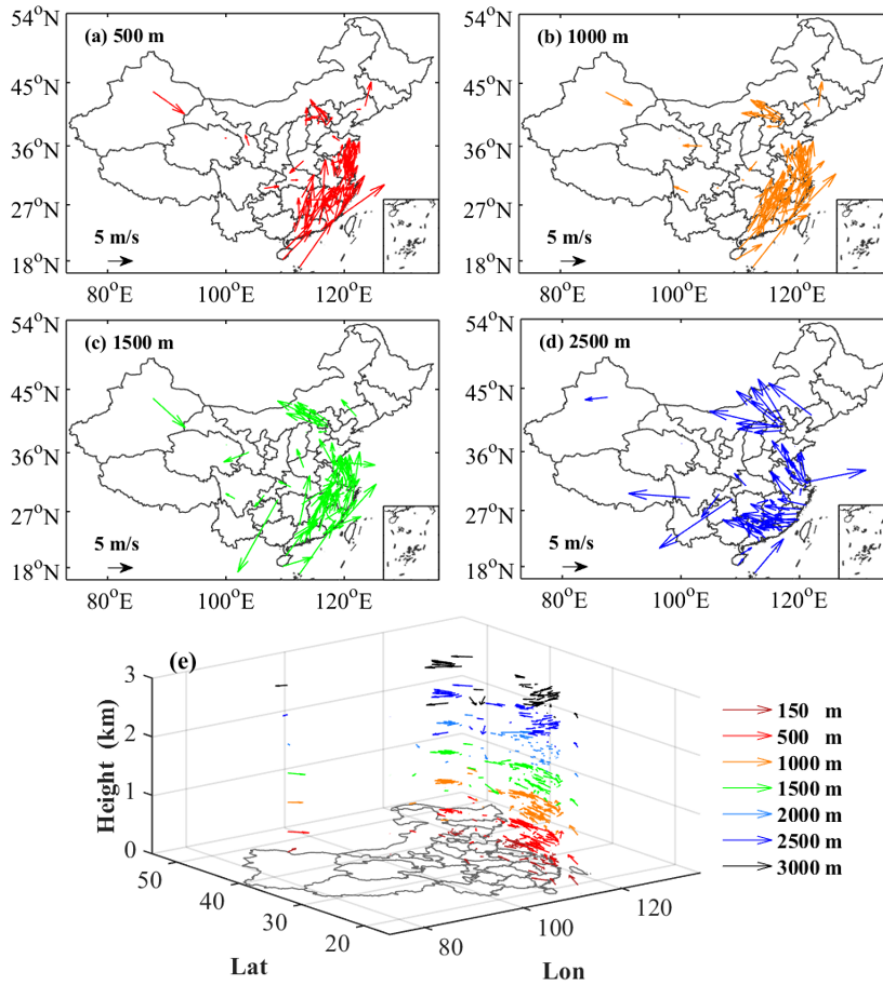 54°N
45°N
36°N
27°N
18°N
(a) 500 m
5 m/s
80°E 100°E 120°E
54°N
45°N
36°N
27°N
18°N
(b) 1000 m
5 m/s
80°E 100°E 120°E
54°N
45°N
36°N
27°N
18°N
(c) 1500 m
5 m/s
80°E 100°E 120°E
54°N
45°N
36°N
27°N
18°N
(d) 2500 m
5 m/s
80°E 100°E 120°E
(e)
3
2
1
0
Height (km)
50
40
30
20
Lat
80
100
120
Lon
150 m
500 m
1000 m
1500 m
2000 m
2500 m
3000 m